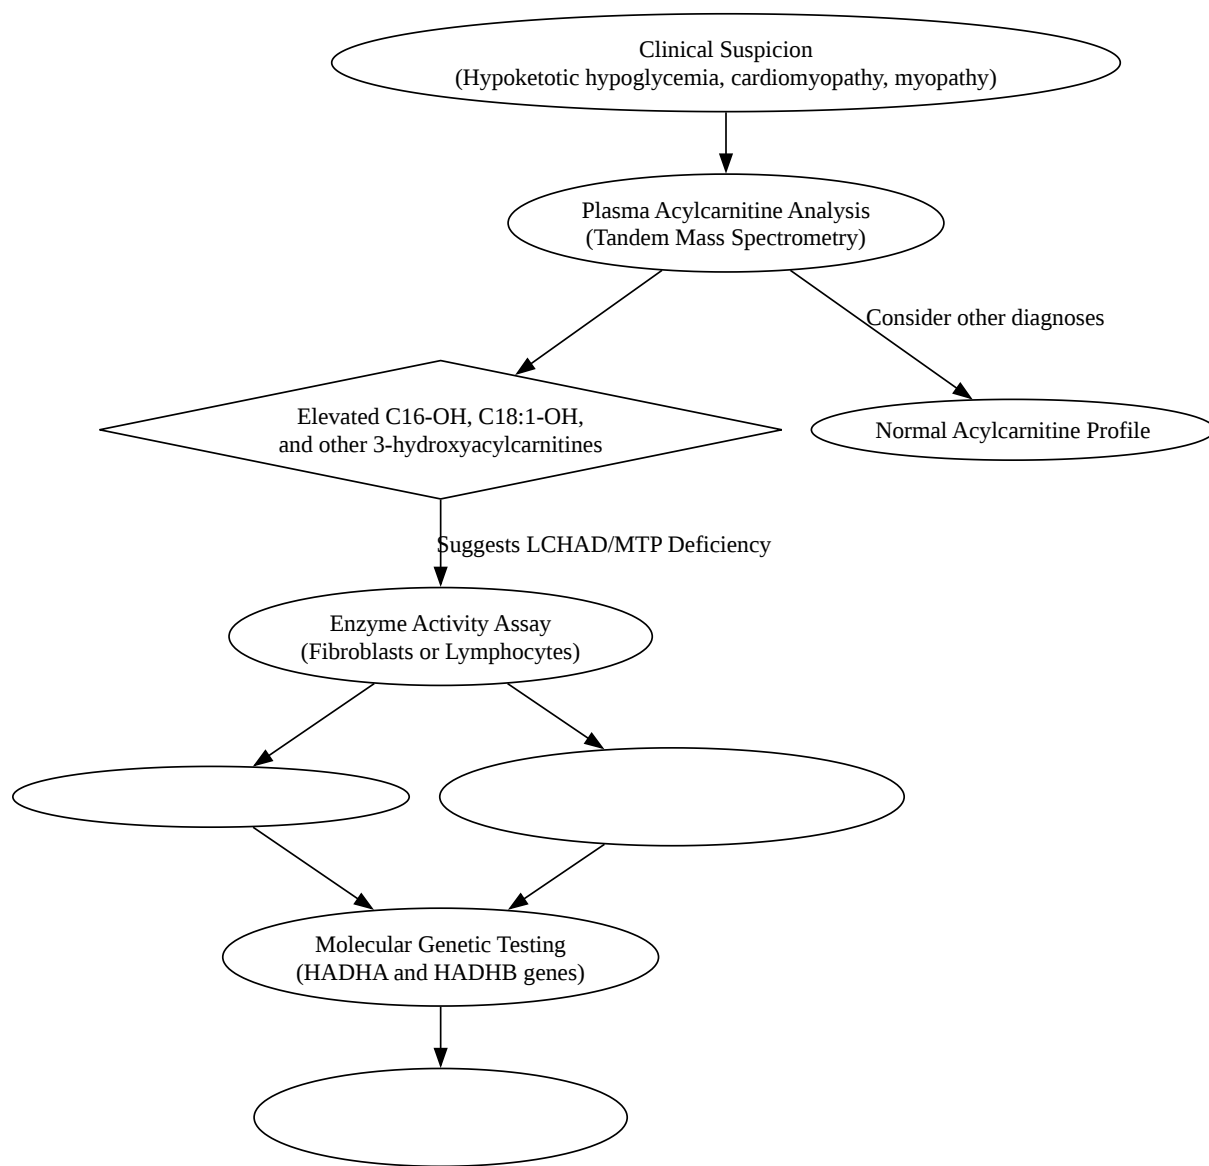 Clinical Suspicion
(Hypoketotic hypoglycemia, cardiomyopathy, myopathy)
Plasma Acylcarnitine Analysis
(Tandem Mass Spectrometry)
Consider other diagnoses
Elevated C16-OH, C18:1-OH,
and other 3-hydroxyacylcarnitines
Normal Acylcarnitine Profile
Suggests LCHAD/MTP Deficiency
Enzyme Activity Assay
(Fibroblasts or Lymphocytes)
Molecular Genetic Testing
(HADHA and HADHB genes)